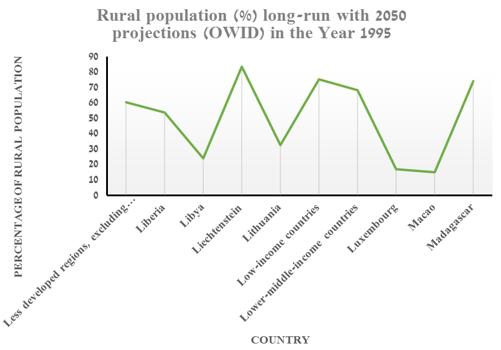 Rural population (%) long-run with 2050
projections (OWID) in the Year 1995
PERCENTAGE OF RURAL POPULATION
90
80
70
60
50
40
30
20
10
0
Less developed regions, excluding…
Liberia
Libya
Liechtenstein
Lithuania
Low-income countries
Lower-middle-income countries
Luxembourg
Macao
Madagascar
COUNTRY